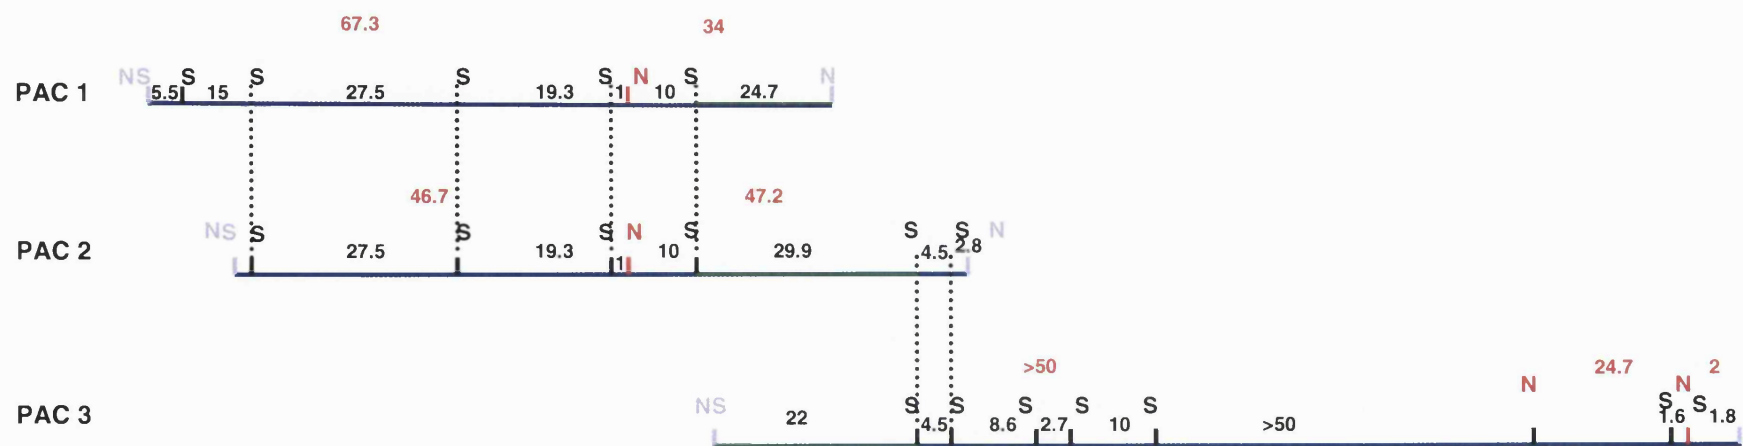 67.3 34
NS S S S S N S N
PAC 1 5.5 15 27.5 19.3 1 10 24.7
46.7 47.2
NS S S S N S S S N
PAC 2 27.5 19.3 1 10 29.9 4.5 2.8
>50 24.7 2
N N
NS S S S S S S S
PAC 3 22 4.5 8.6 2.7 10 >50 1.6 1.8